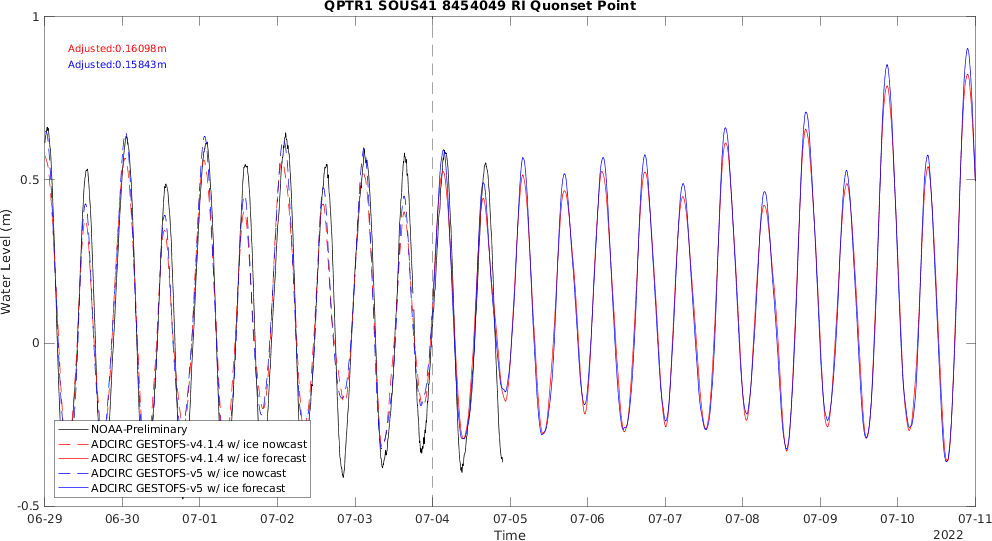 QPTR1 SOUS41 8454049 RI Quonset Point
Adjusted:0.16098m
Adjusted:0.15843m
1
0.5
0
-0.5
Water Level (m)
NOAA-Preliminary
ADCIRC GESTOFS-v4.1.4 w/ ice nowcast
ADCIRC GESTOFS-v4.1.4 w/ ice forecast
ADCIRC GESTOFS-v5 w/ ice nowcast
ADCIRC GESTOFS-v5 w/ ice forecast
06-29 06-30 07-01 07-02 07-03 07-04 07-05 07-06 07-07 07-08 07-09 07-10 07-11
Time
2022